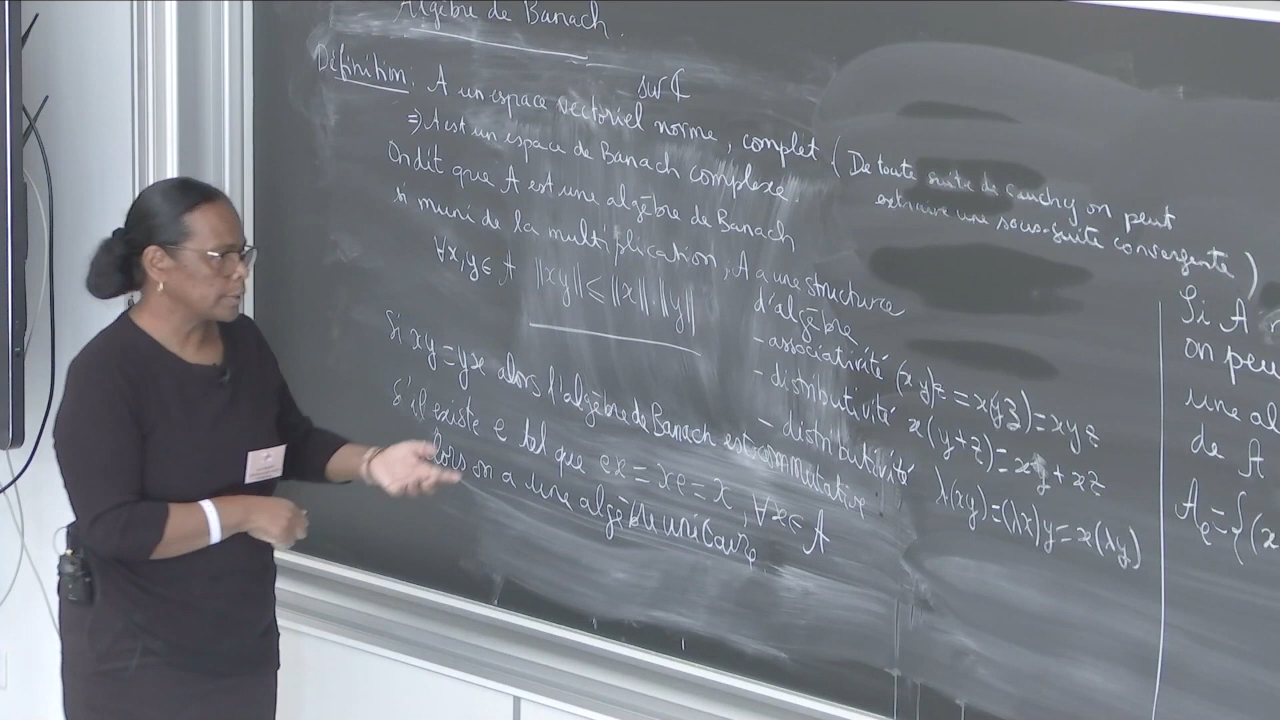 Algèbre de Banach.
Définition: A un espace vectoriel normé, complet (De toute suite de cauchy on peut
sur ℂ
extraire une sous-suite convergente)
⇒ A est un espace de Banach complexe.
On dit que A est une algèbre de Banach
si muni de la multiplication, A a une structure
d'algèbre
∀x,y ∈ A ||xy|| ≤ ||x||.||y||
- associativité (xy)z = x(yz) = xyz
- distributivité x(y+z) = xy + xz
- distributivité λ(xy)=(λx)y=x(λy)
Si xy=yx alors l'algèbre de Banach est commutative
S'il existe e tel que ex = xe = x, ∀x ∈ A
alors on a une algèbre unitaire
Si A
on peu
une al
de A
Ae={(x